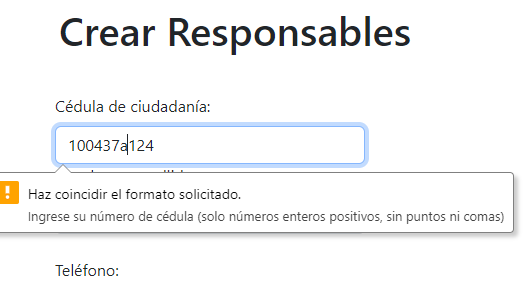 Crear Responsables
Cédula de ciudadanía:
100437a124
Haz coincidir el formato solicitado.
Ingrese su número de cédula (solo números enteros positivos, sin puntos ni comas)
Teléfono: